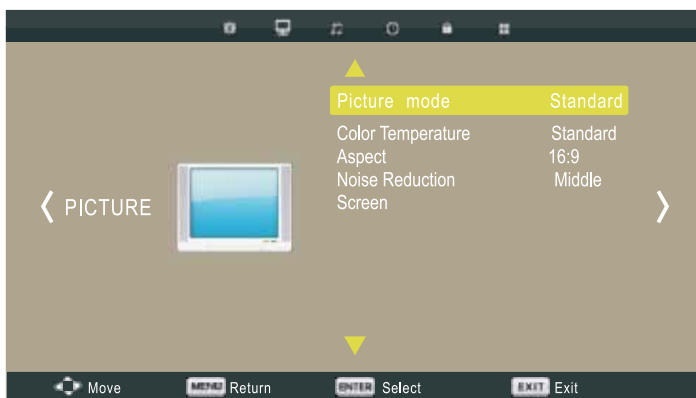 Picture mode Standard
Color Temperature Standard
Aspect 16:9
Noise Reduction Middle
Screen
PICTURE
Move MENU Return ENTER Select EXIT Exit